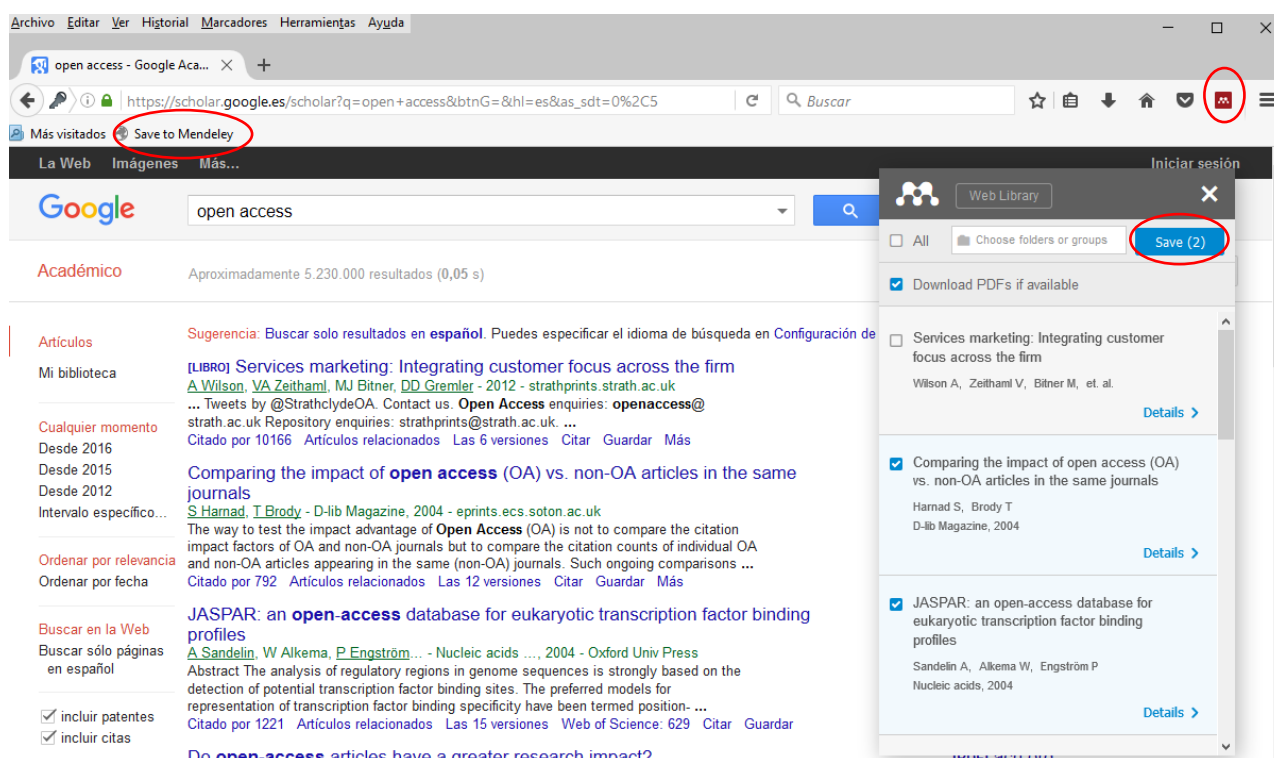 Archivo Editar Ver Historial Marcadores Herramientas Ayuda
open access - Google Aca...
https://scholar.google.es/scholar?q=open+access&btnG=&hl=es&as_sdt=0%2C5
Buscar
Más visitados Save to Mendeley
La Web Imágenes Más...
Iniciar sesión
Google
open access
Académico
Aproximadamente 5.230.000 resultados (0,05 s)
Artículos
Mi biblioteca
Cualquier momento
Desde 2016
Desde 2015
Desde 2012
Intervalo específico...
Ordenar por relevancia
Ordenar por fecha
Buscar en la Web
Buscar sólo páginas
en español
incluir patentes
incluir citas
Sugerencia: Buscar solo resultados en español. Puedes especificar el idioma de búsqueda en Configuración de
[LIBRO] Services marketing: Integrating customer focus across the firm
A Wilson, VA Zeithaml, MJ Bitner, DD Gremler - 2012 - strathprints.strath.ac.uk
... Tweets by @StrathclydeOA. Contact us. Open Access enquiries: openaccess@
strath.ac.uk Repository enquiries: strathprints@strath.ac.uk. ...
Citado por 10166 Artículos relacionados Las 6 versiones Citar Guardar Más
Comparing the impact of open access (OA) vs. non-OA articles in the same
journals
S Harnad, T Brody - D-lib Magazine, 2004 - eprints.ecs.soton.ac.uk
The way to test the impact advantage of Open Access (OA) is not to compare the citation
impact factors of OA and non-OA journals but to compare the citation counts of individual OA
and non-OA articles appearing in the same (non-OA) journals. Such ongoing comparisons ...
Citado por 792 Artículos relacionados Las 12 versiones Citar Guardar Más
JASPAR: an open-access database for eukaryotic transcription factor binding
profiles
A Sandelin, W Alkema, P Engström... - Nucleic acids ..., 2004 - Oxford Univ Press
Abstract The analysis of regulatory regions in genome sequences is strongly based on the
detection of potential transcription factor binding sites. The preferred models for
representation of transcription factor binding specificity have been termed position- ...
Citado por 1221 Artículos relacionados Las 15 versiones Web of Science: 629 Citar Guardar
Do open-access articles have a greater research impact?
Web Library
All
Choose folders or groups
Save (2)
Download PDFs if available
Services marketing: Integrating customer
focus across the firm
Wilson A, Zeithaml V, Bitner M, et. al.
Details
Comparing the impact of open access (OA)
vs. non-OA articles in the same journals
Harnad S, Brody T
D-lib Magazine, 2004
Details
JASPAR: an open-access database for
eukaryotic transcription factor binding
profiles
Sandelin A, Alkema W, Engström P
Nucleic acids, 2004
Details